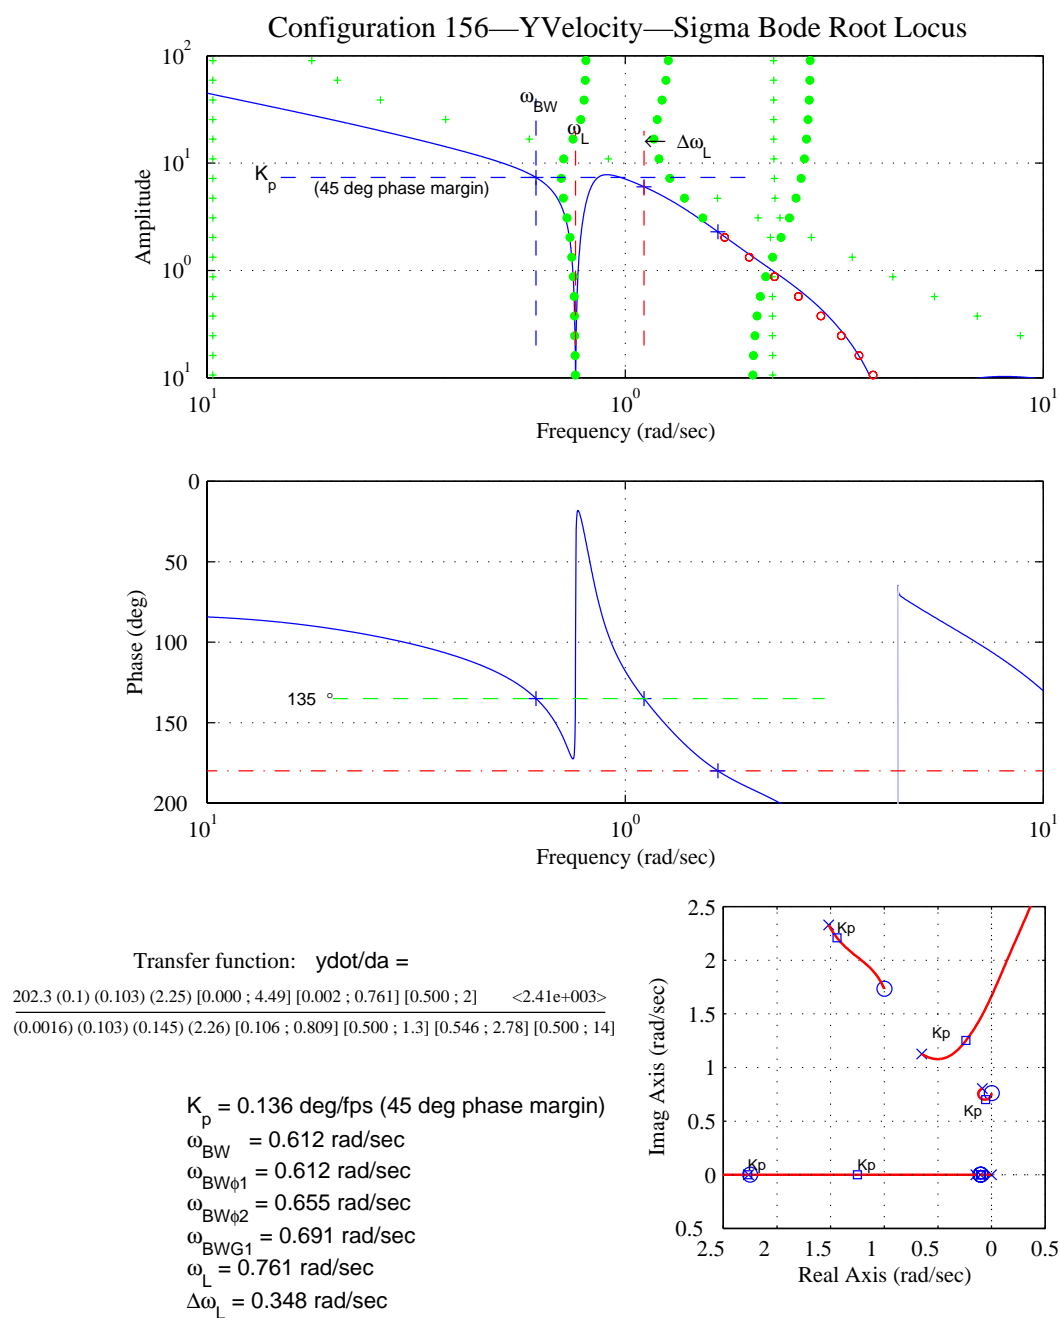 Configuration 156—YVelocity—Sigma Bode Root Locus
10^2
10^1
10^0
10^1
Amplitude
ω_BW
ω_L
Δω_L
K_p
(45 deg phase margin)
10^1
10^0
10^1
Frequency (rad/sec)
0
50
100
150
200
Phase (deg)
135 °
10^1
10^0
10^1
Frequency (rad/sec)
Transfer function: ydot/da =
202.3 (0.1) (0.103) (2.25) [0.000 ; 4.49] [0.002 ; 0.761] [0.500 ; 2] <2.41e+003>
(0.0016) (0.103) (0.145) (2.26) [0.106 ; 0.809] [0.500 ; 1.3] [0.546 ; 2.78] [0.500 ; 14]
K_p = 0.136 deg/fps (45 deg phase margin)
ω_BW = 0.612 rad/sec
ω_BWφ1 = 0.612 rad/sec
ω_BWφ2 = 0.655 rad/sec
ω_BWG1 = 0.691 rad/sec
ω_L = 0.761 rad/sec
Δω_L = 0.348 rad/sec
2.5
2
1.5
1
0.5
0
0.5
Imag Axis (rad/sec)
Kp
Kp
Kp
Kp
Kp
2.5 2 1.5 1 0.5 0 0.5
Real Axis (rad/sec)